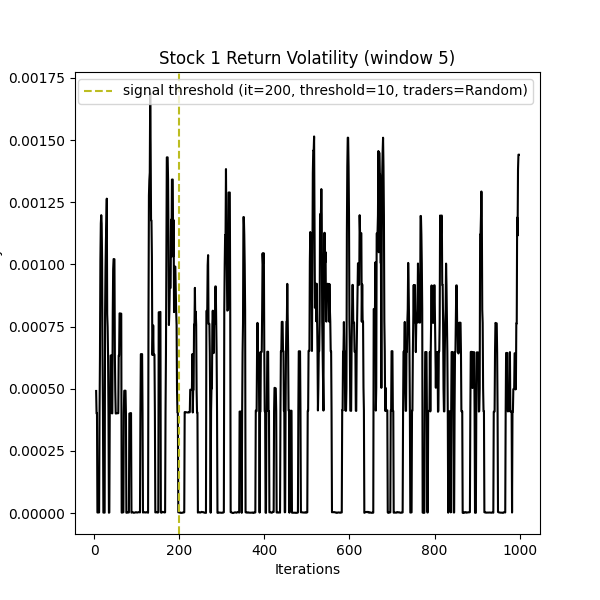 Stock 1 Return Volatility (window 5)
signal threshold (it=200, threshold=10, traders=Random)
0.00175
0.00150
0.00125
0.00100
0.00075
0.00050
0.00025
0.00000
0 200 400 600 800 1000
Iterations